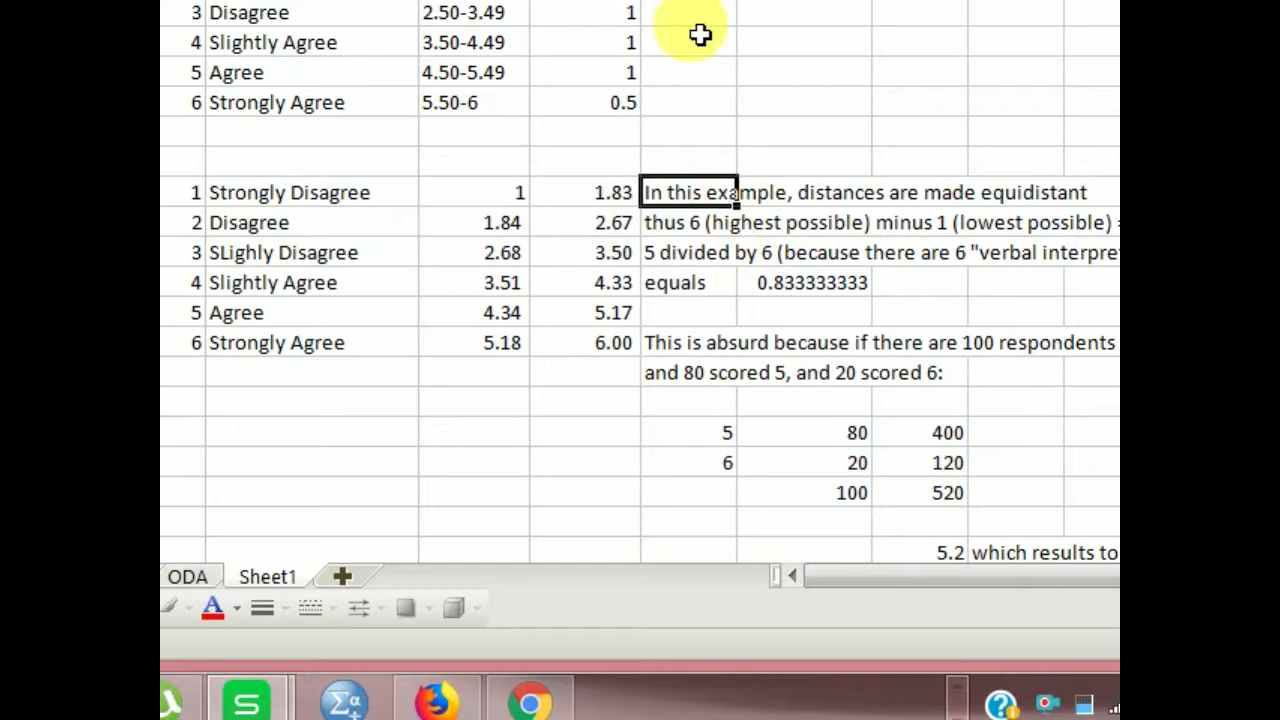 3 Disagree 2.50-3.49 1
4 Slightly Agree 3.50-4.49 1
5 Agree 4.50-5.49 1
6 Strongly Agree 5.50-6 0.5
1 Strongly Disagree 1 1.83 In this example, distances are made equidistant
2 Disagree 1.84 2.67 thus 6 (highest possible) minus 1 (lowest possible) =
3 SLighly Disagree 2.68 3.50 5 divided by 6 (because there are 6 "verbal interpre
4 Slightly Agree 3.51 4.33 equals 0.833333333
5 Agree 4.34 5.17
6 Strongly Agree 5.18 6.00 This is absurd because if there are 100 respondents
and 80 scored 5, and 20 scored 6:
5 80 400
6 20 120
100 520
5.2 which results to
ODA Sheet1